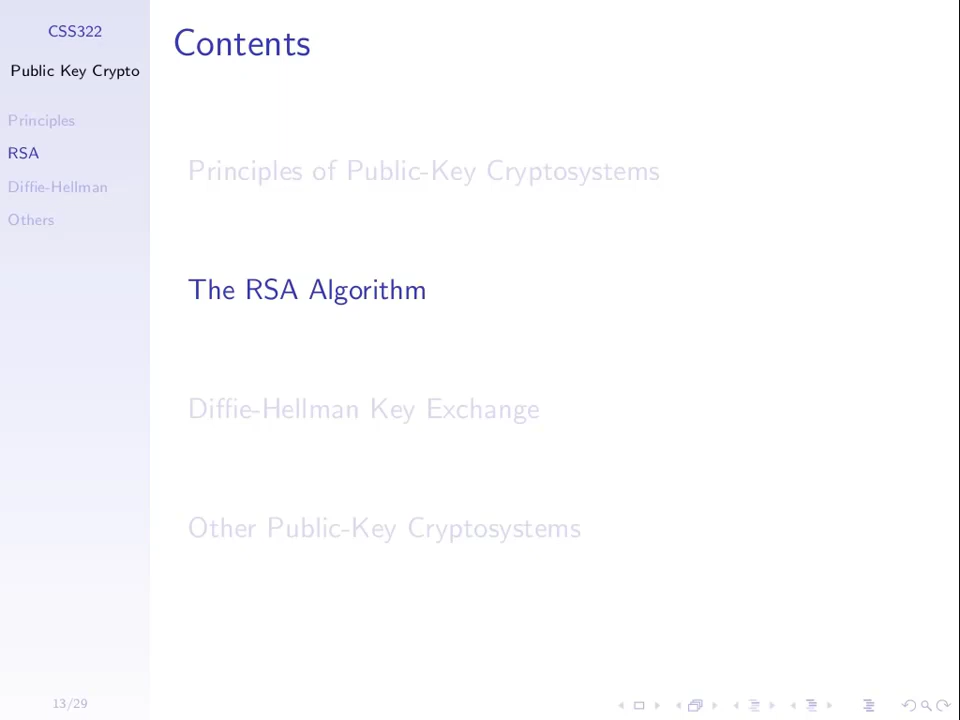 CSS322
Public Key Crypto
Principles
RSA
Diffie-Hellman
Others
Contents
Principles of Public-Key Cryptosystems
The RSA Algorithm
Diffie-Hellman Key Exchange
Other Public-Key Cryptosystems
13/29